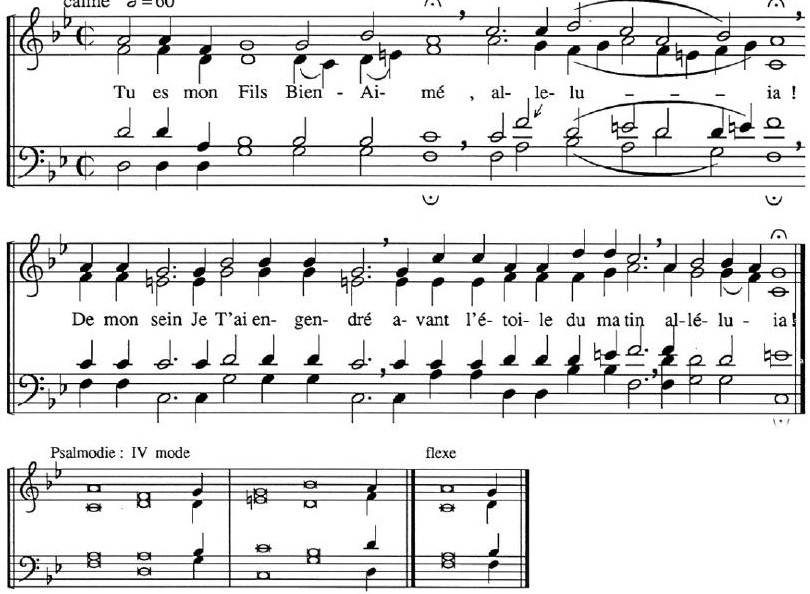 calme = 60
Tu es mon Fils Bien - Ai- mé , al- le- lu - - - - ia !
De mon sein Je T'ai en- gen- dré a- vant l'é- toi- le du ma tin al- lé- lu - ia!
Psalmodie : IV mode flexe